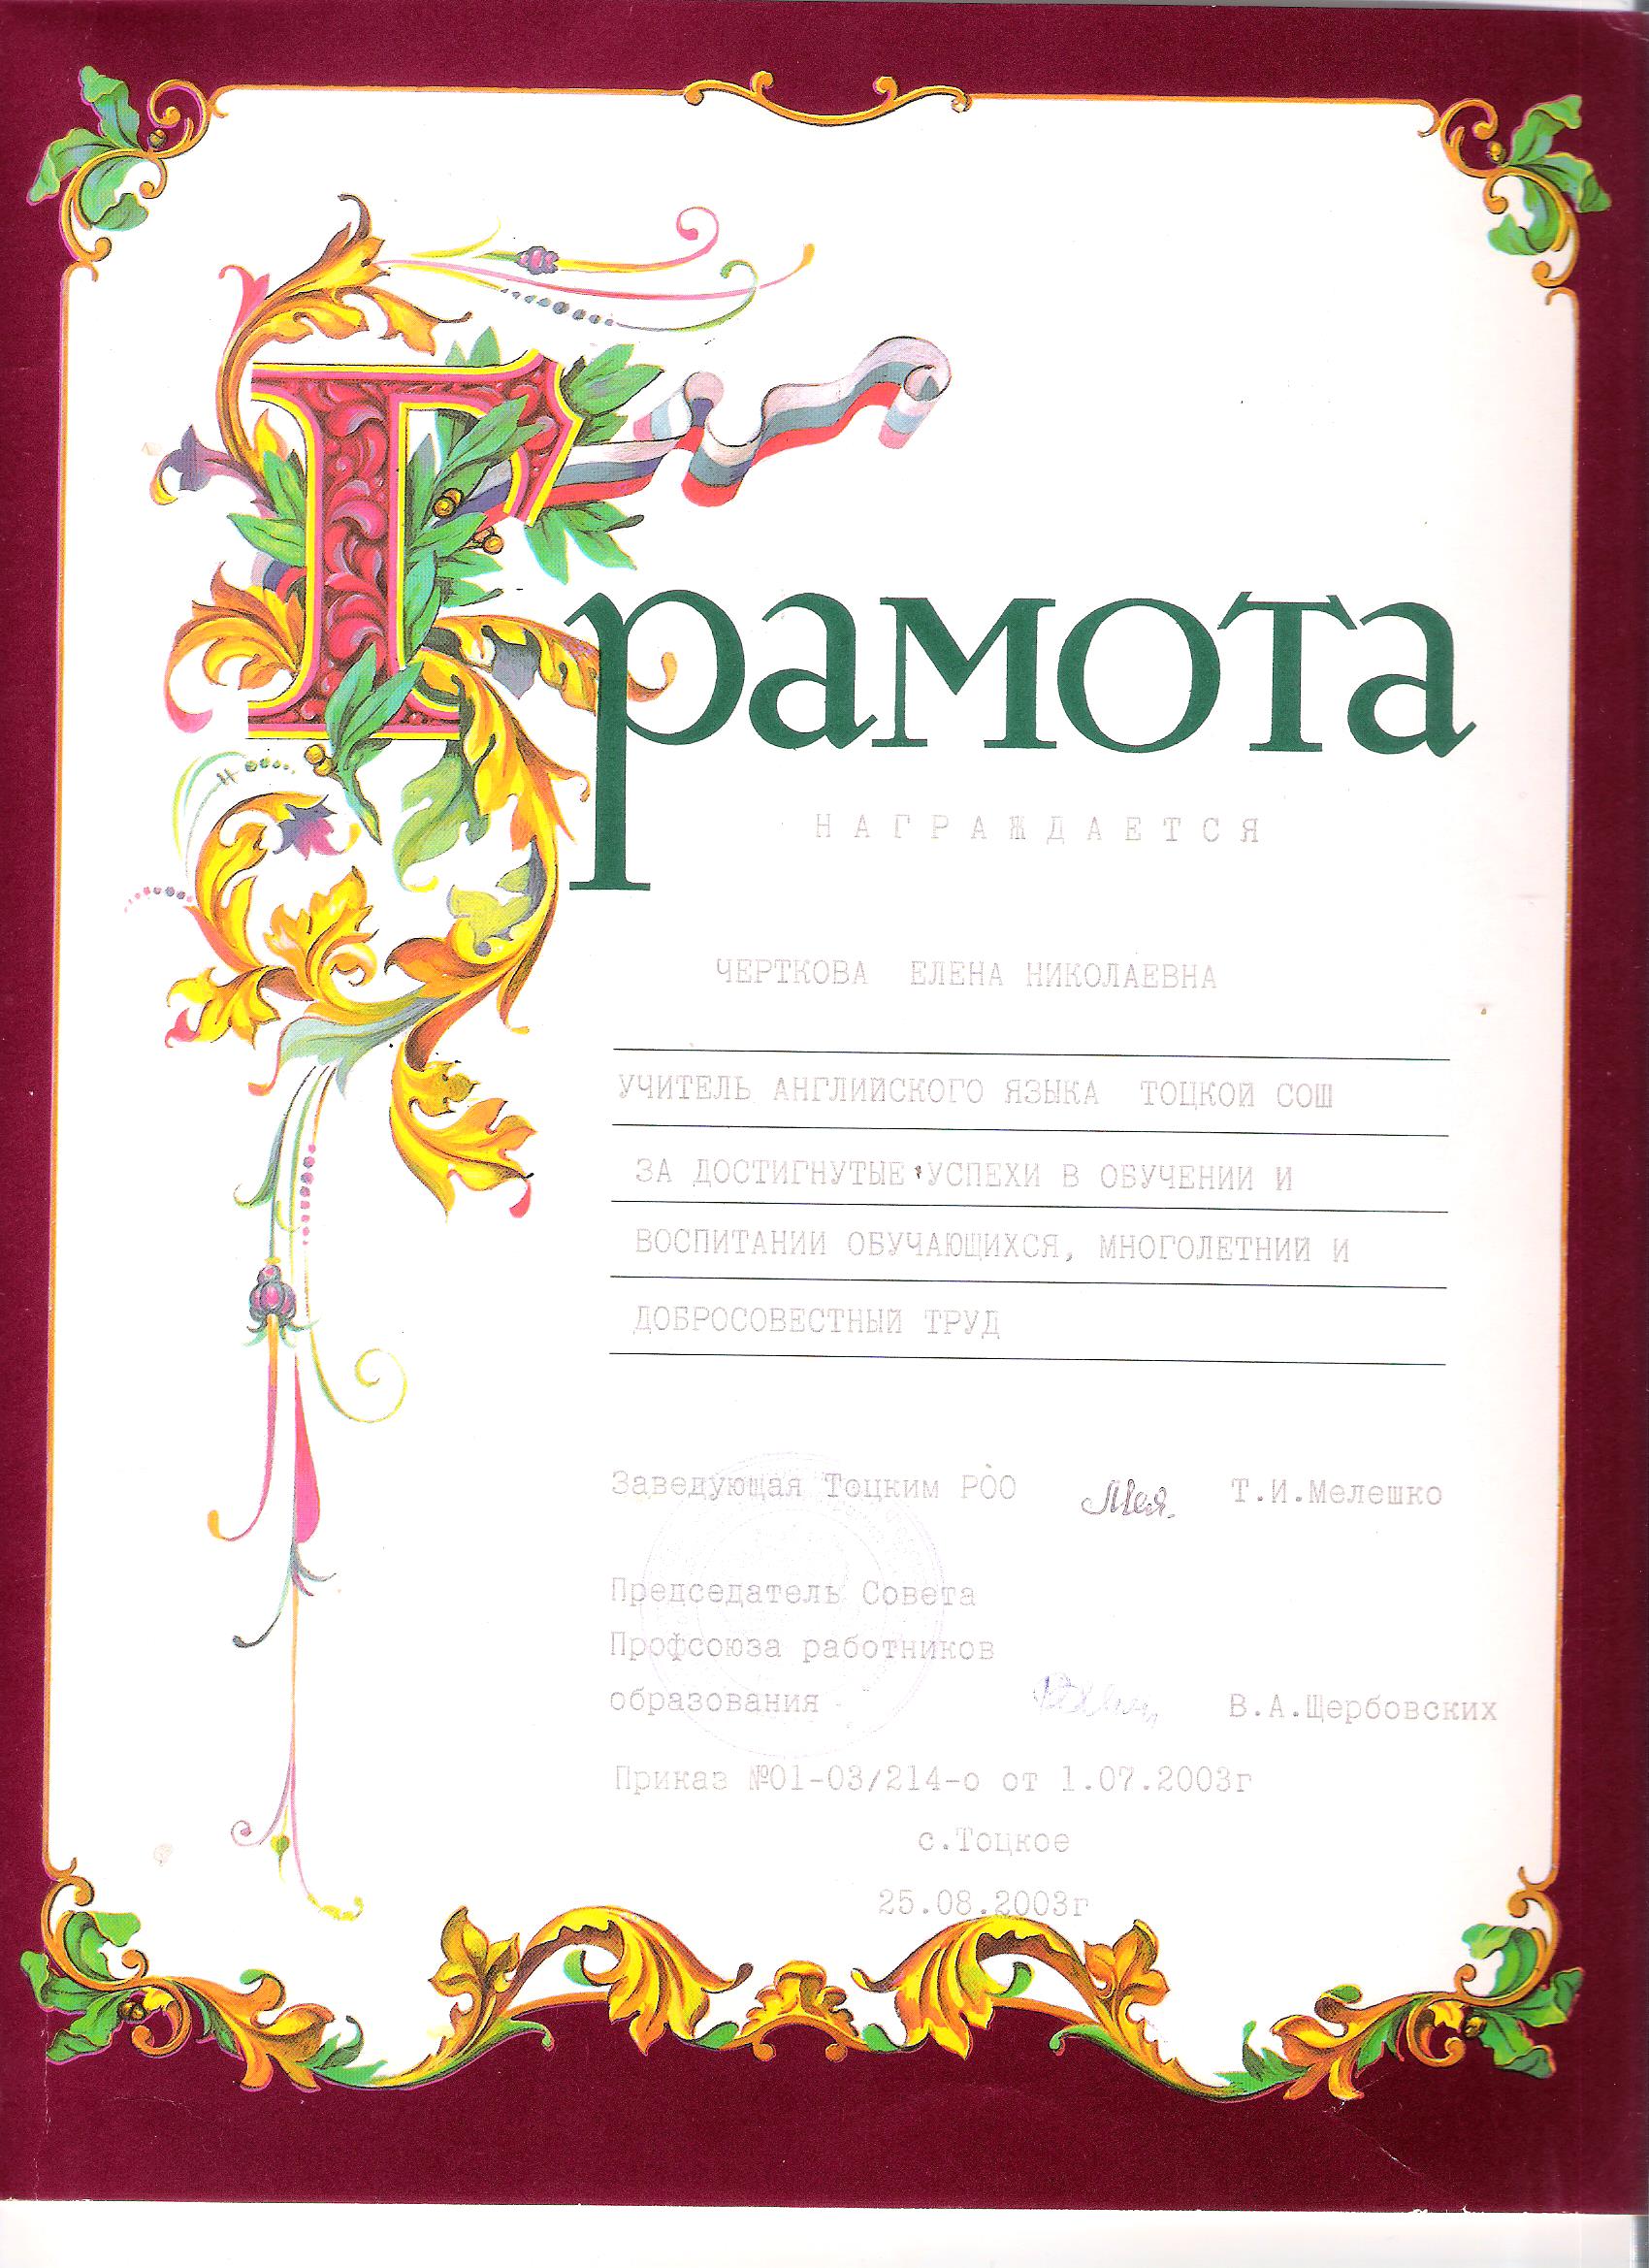 Грамота
НАГРАЖДАЕТСЯ
ЧЕРТКОВА ЕЛЕНА НИКОЛАЕВНА
УЧИТЕЛЬ АНГЛИЙСКОГО ЯЗЫКА ТОЦКОЙ СОШ
ЗА ДОСТИГНУТЫЕ УСПЕХИ В ОБУЧЕНИИ И
ВОСПИТАНИИ ОБУЧАЮЩИХСЯ, МНОГОЛЕТНИЙ И
ДОБРОСОВЕСТНЫЙ ТРУД
Заведующая Тоцким РОО Т.И.Мелешко
Председатель Совета
Профсоюза работников
образования В.А.Щербовских
Приказ №01-03/214-о от 1.07.2003г
с.Тоцкое
25.08.2003г